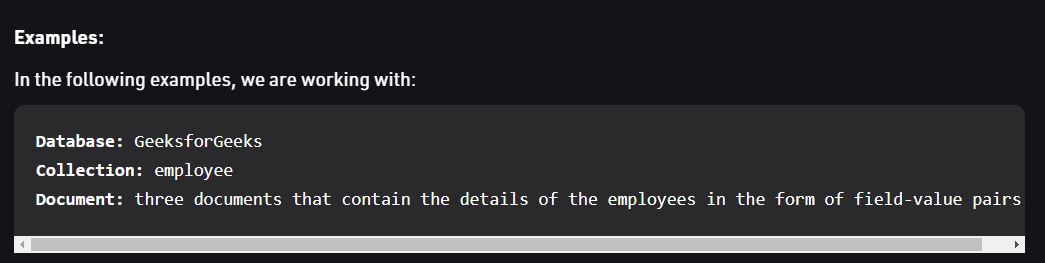 Examples:
In the following examples, we are working with:
Database: GeeksforGeeks
Collection: employee
Document: three documents that contain the details of the employees in the form of field-value pairs